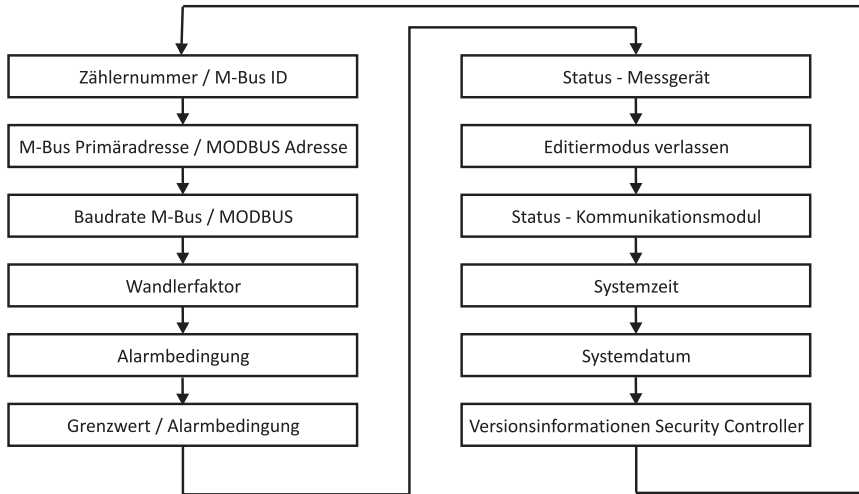 Zählernummer / M-Bus ID
M-Bus Primäradresse / MODBUS Adresse
Baudrate M-Bus / MODBUS
Wandlerfaktor
Alarmbedingung
Grenzwert / Alarmbedingung
Status - Messgerät
Editiermodus verlassen
Status - Kommunikationsmodul
Systemzeit
Systemdatum
Versionsinformationen Security Controller